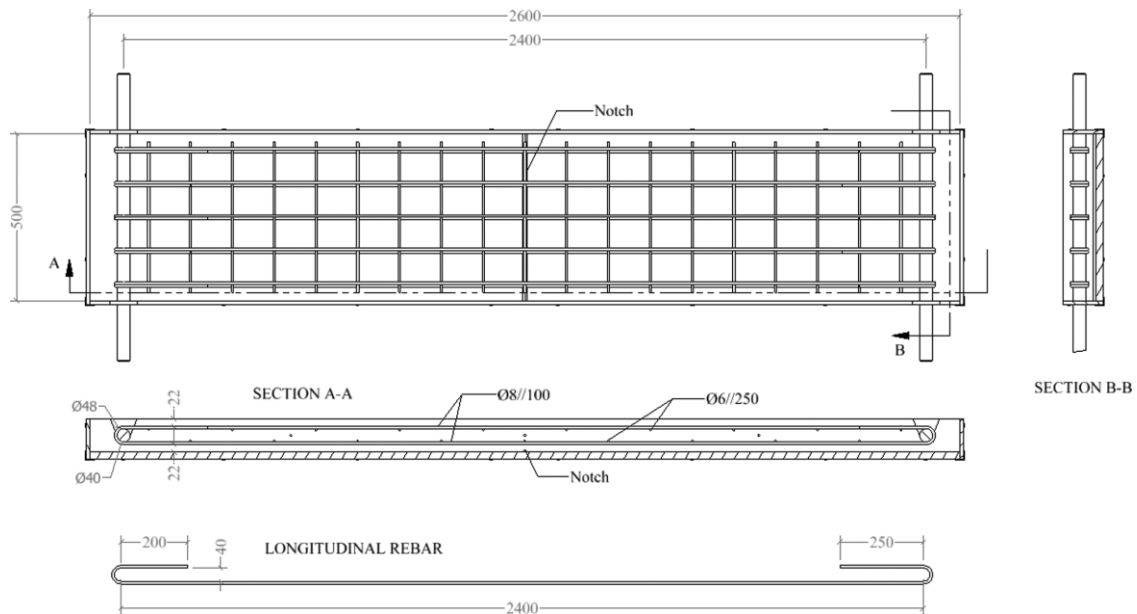 2600
2400
Notch
500
A
B
SECTION A-A
SECTION B-B
Ø48
22
Ø8//100
Ø6//250
Ø40
22
Notch
200
40
LONGITUDINAL REBAR
250
2400